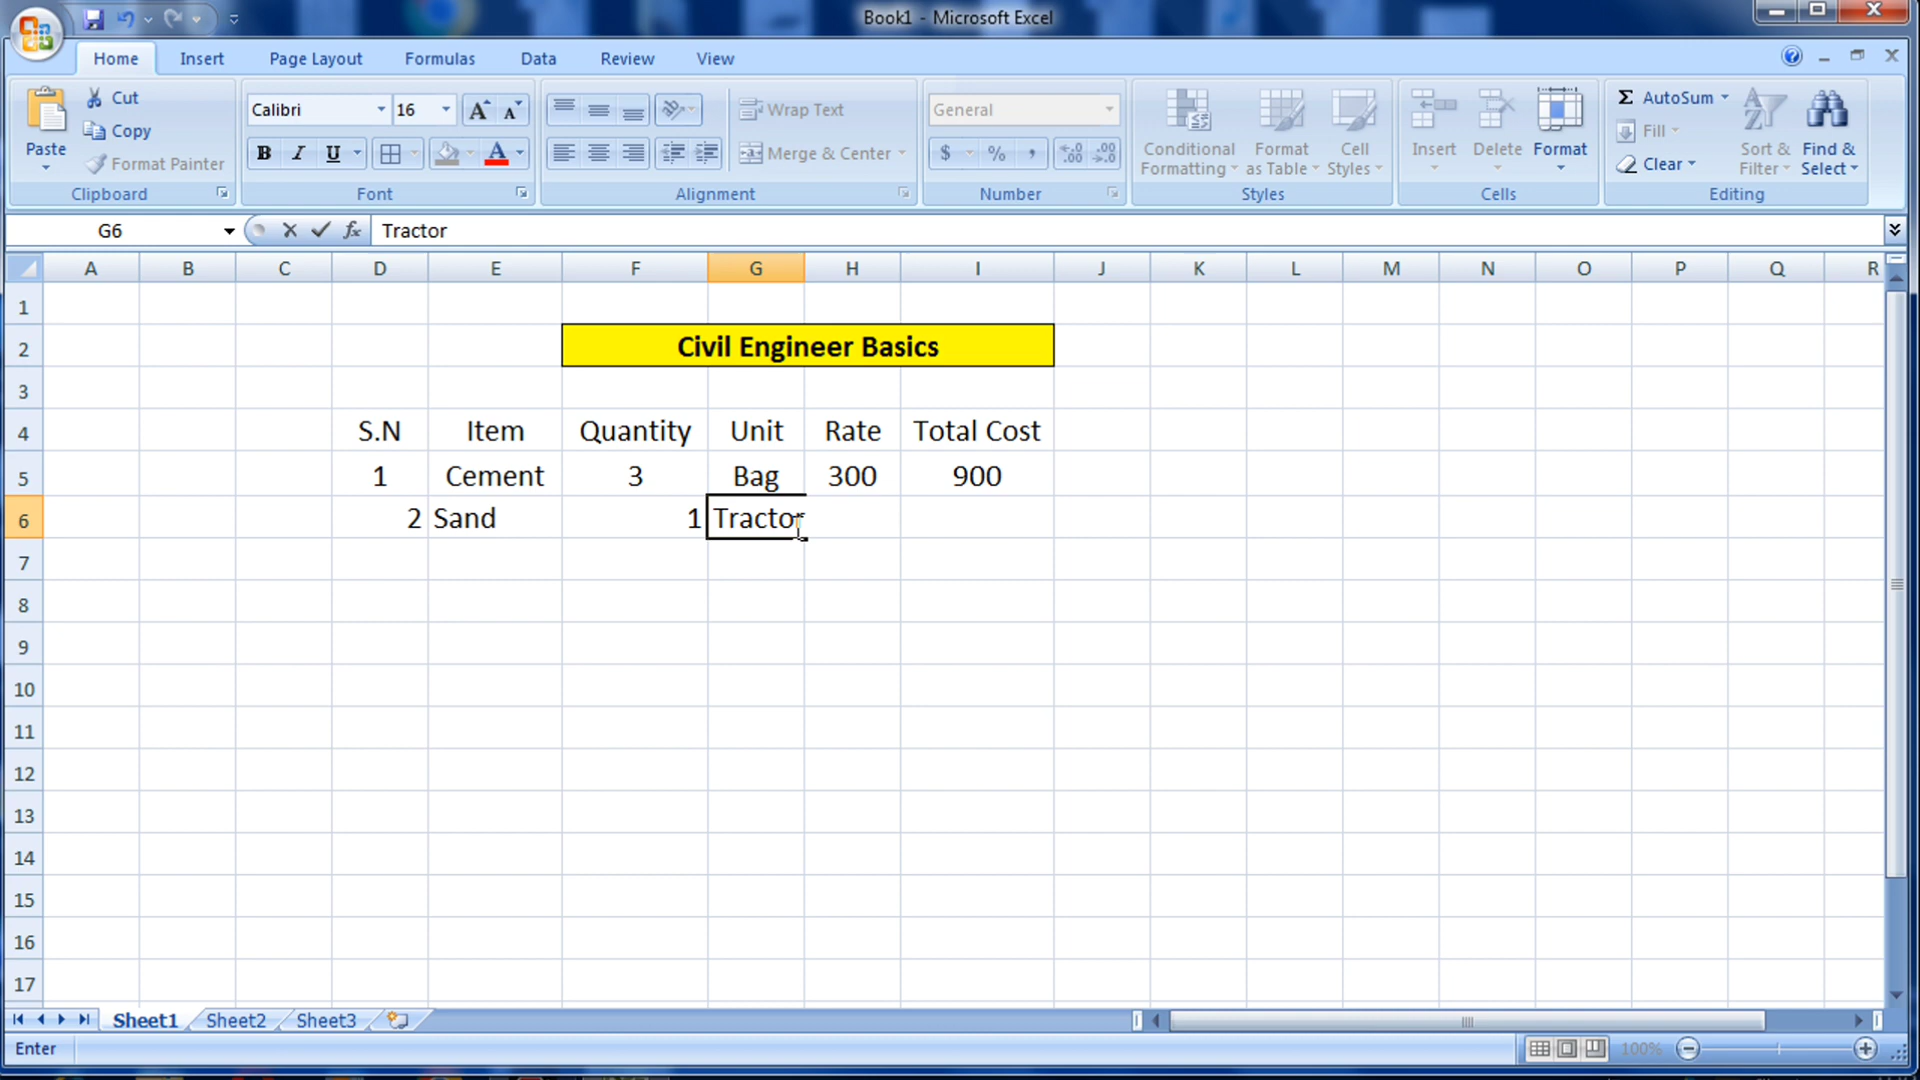 Book1 - Microsoft Excel
Home Insert Page Layout Formulas Data Review View
Cut
Copy
Paste
Format Painter
Clipboard
Calibri 16
B I U
Font
Wrap Text
Merge & Center
Alignment
General
$ % ,
Number
Conditional Formatting
Format as Table
Cell Styles
Styles
Insert Delete Format
Cells
Σ AutoSum
Fill
Clear
Sort & Filter
Find & Select
Editing
G6 fx Tractor
A B C D E F G H I J K L M N O P Q R
1
2 Civil Engineer Basics
3
4 S.N Item Quantity Unit Rate Total Cost
5 1 Cement 3 Bag 300 900
6 2 Sand 1 Tractor
7
8
9
10
11
12
13
14
15
16
17
Sheet1 Sheet2 Sheet3
Enter 100%